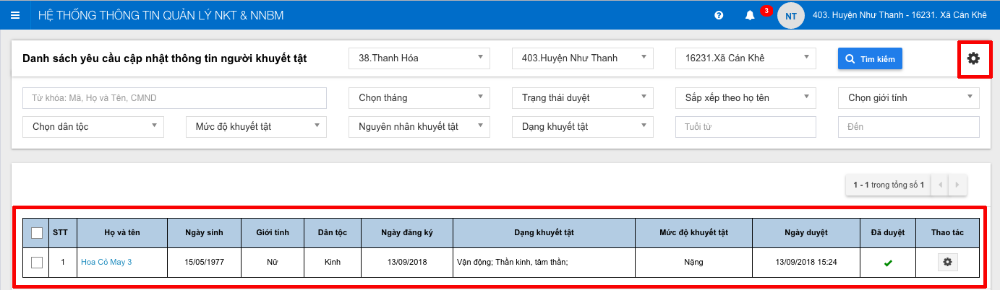 HỆ THỐNG THÔNG TIN QUẢN LÝ NKT & NNBM 3 NT 403. Huyện Như Thanh - 16231. Xã Cán Khê
Danh sách yêu cầu cập nhật thông tin người khuyết tật 38.Thanh Hóa 403.Huyện Như Thanh 16231.Xã Cán Khê Tìm kiếm
Từ khóa: Mã, Họ và Tên, CMND Chọn tháng Trạng thái duyệt Sắp xếp theo họ tên Chọn giới tính
Chọn dân tộc Mức độ khuyết tật Nguyên nhân khuyết tật Dạng khuyết tật Tuổi từ Đến
1 - 1 trong tổng số 1
STT Họ và tên Ngày sinh Giới tính Dân tộc Ngày đăng ký Dạng khuyết tật Mức độ khuyết tật Ngày duyệt Đã duyệt Thao tác
1 Hoa Cỏ May 3 15/05/1977 Nữ Kinh 13/09/2018 Vận động; Thần kinh, tâm thần; Nặng 13/09/2018 15:24